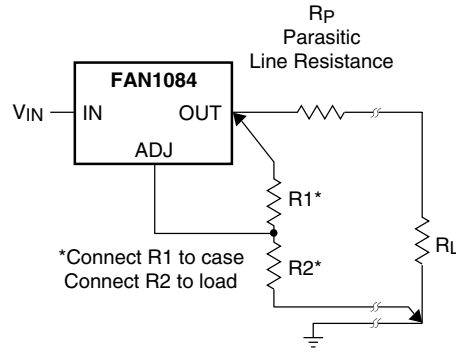 RP
Parasitic
Line Resistance
FAN1084
VIN
IN
OUT
ADJ
R1*
*Connect R1 to case
Connect R2 to load
R2*
RL